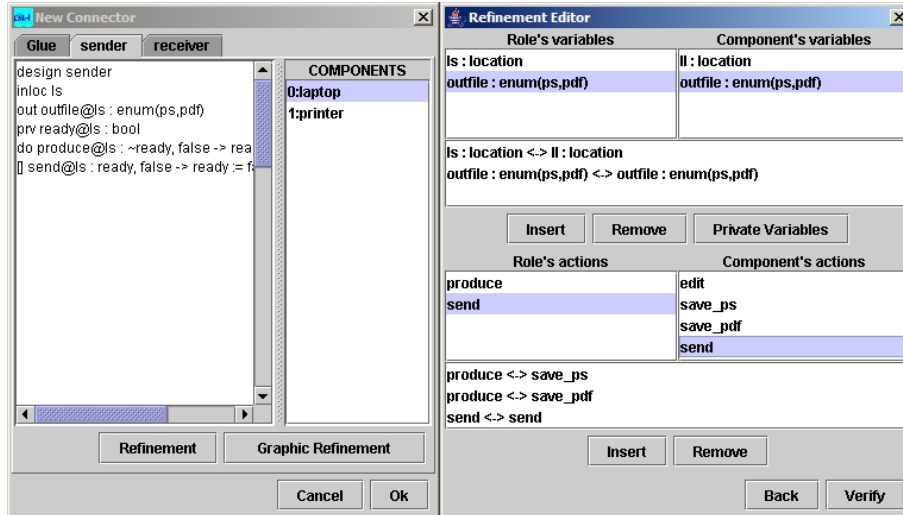 New Connector
Glue sender receiver
design sender
inloc ls
out outfile@ls : enum(ps,pdf)
prv ready@ls : bool
do produce@ls : ~ready, false -> rea
[] send@ls : ready, false -> ready := fa
COMPONENTS
0:laptop
1:printer
Refinement Graphic Refinement
Cancel Ok
Refinement Editor
Role's variables Component's variables
ls : location ll : location
outfile : enum(ps,pdf) outfile : enum(ps,pdf)
ls : location <-> ll : location
outfile : enum(ps,pdf) <-> outfile : enum(ps,pdf)
Insert Remove Private Variables
Role's actions Component's actions
produce edit
send save_ps
save_pdf
send
produce <-> save_ps
produce <-> save_pdf
send <-> send
Insert Remove
Back Verify